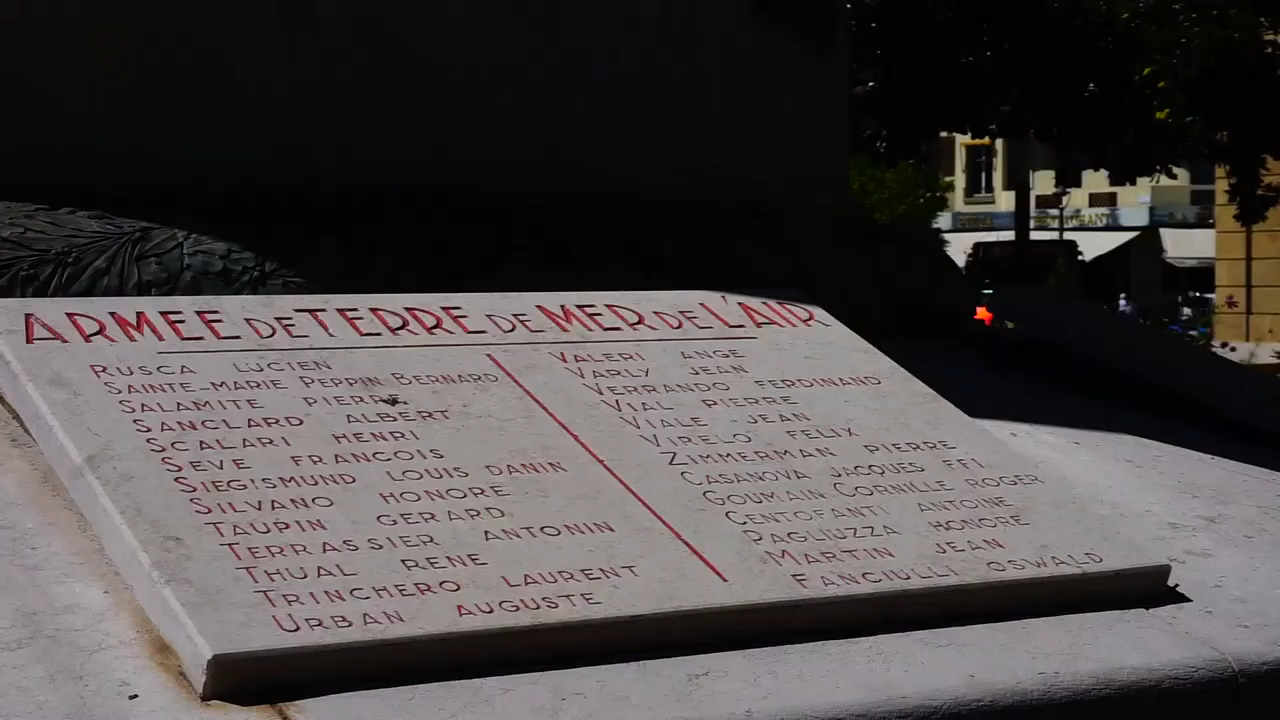 ARMEE DE TERRE DE MER DE L'AIR
RUSCA LUCIEN
SAINTE-MARIE PEPPIN BERNARD
SALAMITE PIERRE
SANCLARD ALBERT
SCALARI HENRI
SEVE FRANCOIS
SIEGISMUND LOUIS DANIN
SILVANO HONORE
TAUPIN GERARD
TERRASSIER ANTONIN
THUAL RENE
TRINCHERO LAURENT
URBAN AUGUSTE
VALERI ANGE
VARLY JEAN
VERRANDO FERDINAND
VIAL PIERRE
VIALE JEAN
VIRELO FELIX
ZIMMERMAN PIERRE
CASANOVA JACQUES FFI
GOUMAIN-CORNILLE ROGER
CENTOFANTI ANTOINE
PAGLIUZZA HONORE
MARTIN JEAN
FANCIULLI OSWALD
RESTAURANT